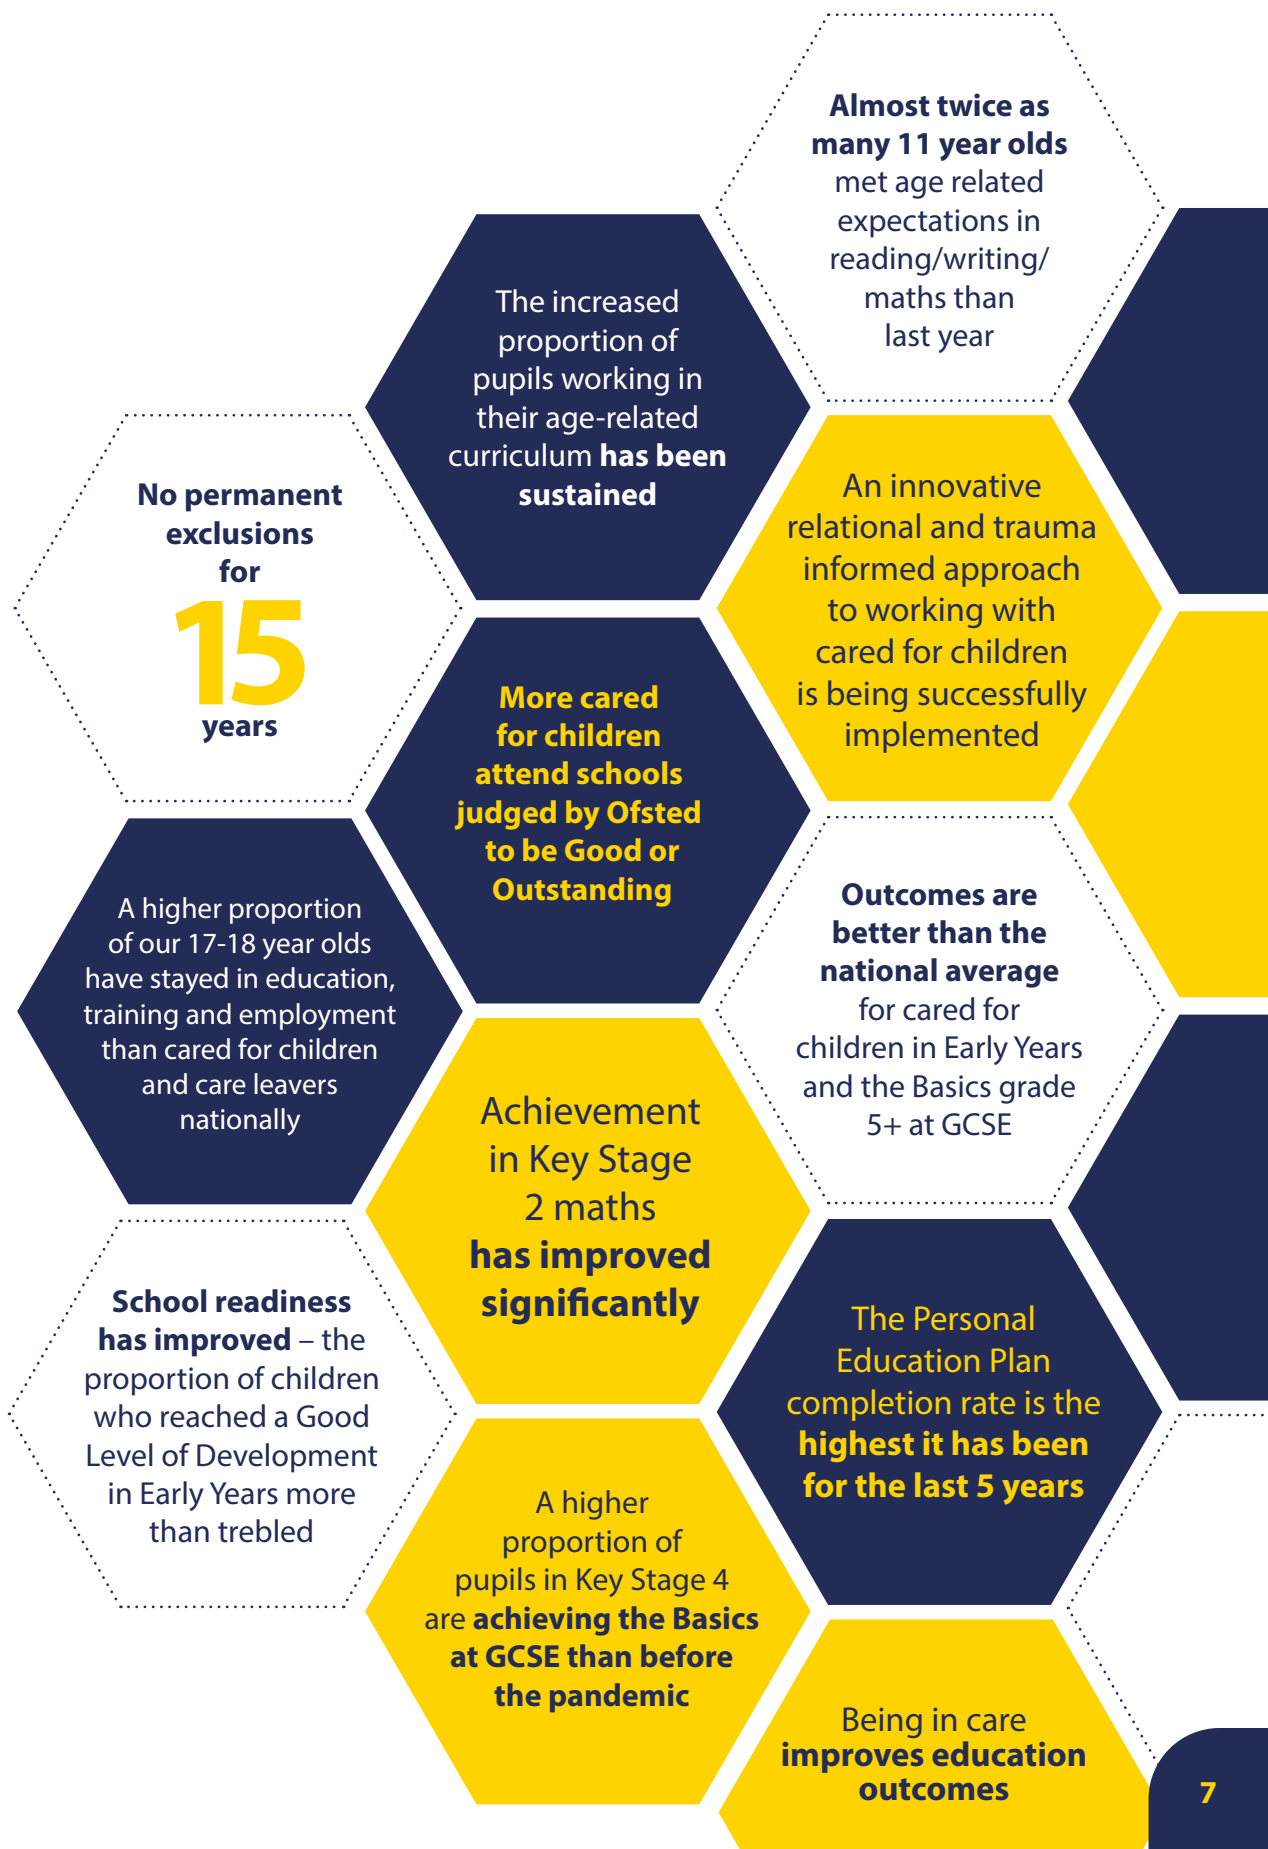 Almost twice as
many 11 year olds
met age related
expectations in
reading/writing/
maths than
last year
The increased
proportion of
pupils working in
their age-related
curriculum has been
sustained
No permanent
exclusions
for
15
years
An innovative
relational and trauma
informed approach
to working with
cared for children
is being successfully
implemented
More cared
for children
attend schools
judged by Ofsted
to be Good or
Outstanding
A higher proportion
of our 17-18 year olds
have stayed in education,
training and employment
than cared for children
and care leavers
nationally
Outcomes are
better than the
national average
for cared for
children in Early Years
and the Basics grade
5+ at GCSE
Achievement
in Key Stage
2 maths
has improved
significantly
School readiness
has improved – the
proportion of children
who reached a Good
Level of Development
in Early Years more
than trebled
The Personal
Education Plan
completion rate is the
highest it has been
for the last 5 years
A higher
proportion of
pupils in Key Stage 4
are achieving the Basics
at GCSE than before
the pandemic
Being in care
improves education
outcomes
7